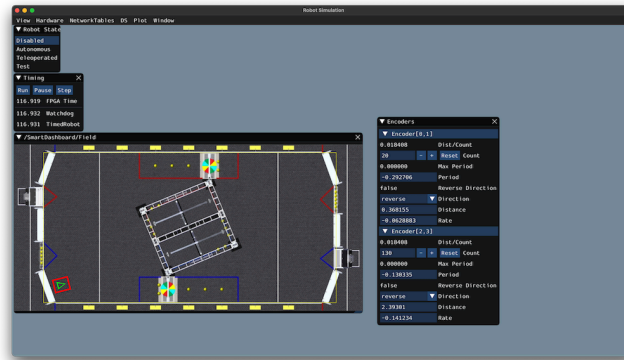 Robot Simulation
View Hardware NetworkTables DS Plot Window
Robot State
Disabled
Autonomous
Teleoperated
Test
Timing
Run Pause Step
116.919 FPGA Time
116.932 Watchdog
116.931 TimedRobot
/SmartDashboard/Field
Encoders
Encoder[0,1]
0.018408 Dist/Count
20 - + Reset Count
0.000000 Max Period
-0.292706 Period
false Reverse Direction
reverse Direction
0.368155 Distance
-0.0628883 Rate
Encoder[2,3]
0.018408 Dist/Count
130 - + Reset Count
0.000000 Max Period
-0.130335 Period
false Reverse Direction
reverse Direction
2.39301 Distance
-0.141234 Rate